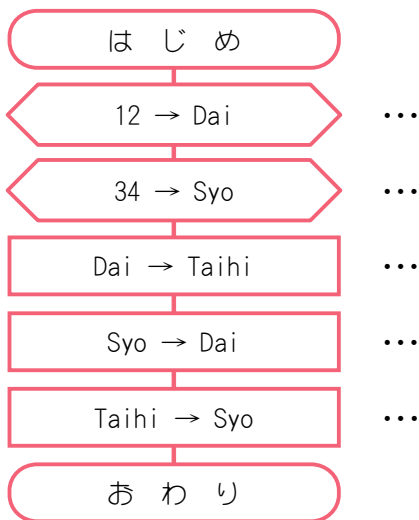 はじめ
12 → Dai …
34 → Syo …
Dai → Taihi …
Syo → Dai …
Taihi → Syo …
おわり